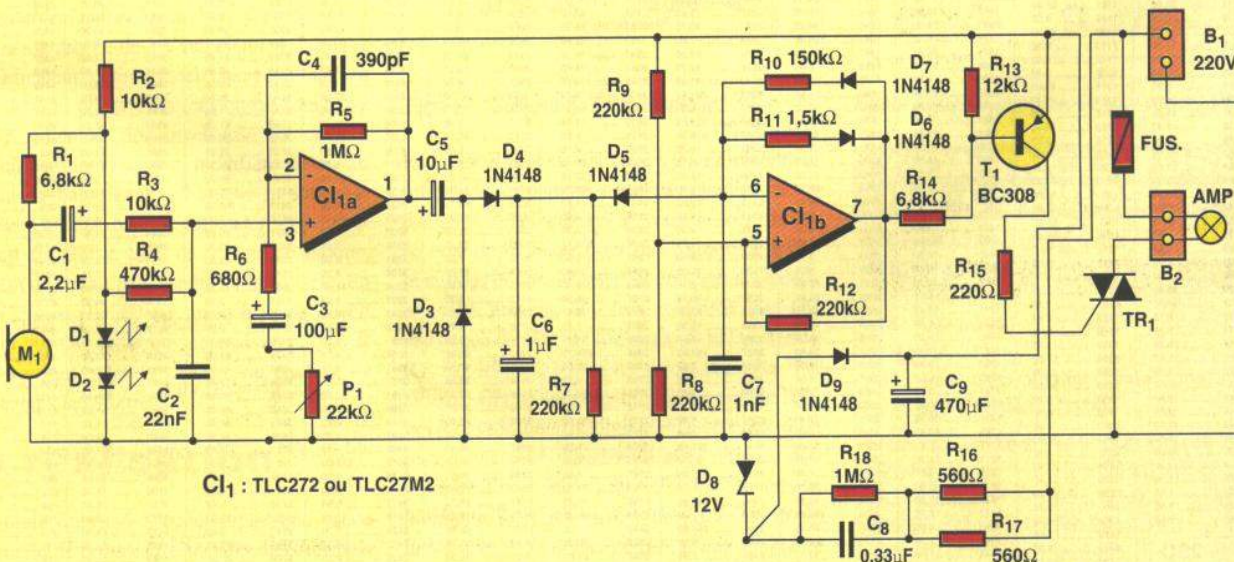 R2
10kΩ
R1
6,8kΩ
C1
2,2µF
R3
10kΩ
R4
470kΩ
M1
D1
D2
C2
22nF
C4
390pF
R5
1MΩ
2
-
CI1a
1
+
3
R6
680Ω
C3
100µF
P1
22kΩ
C5
10µF
D4
1N4148
D3
1N4148
C6
1µF
D5
1N4148
R7
220kΩ
R9
220kΩ
R8
220kΩ
R10 150kΩ
D7
1N4148
R11 1,5kΩ
D6
1N4148
6
-
CI1b
7
5
+
R12
220kΩ
C7
1nF
R14
6,8kΩ
R13
12kΩ
T1
BC308
R15
220Ω
D9
1N4148
C9
470µF
D8
12V
R18
1MΩ
C8
0,33µF
R16
560Ω
R17
560Ω
B1
220V
FUS.
AMP
B2
TR1
CI1 : TLC272 ou TLC27M2